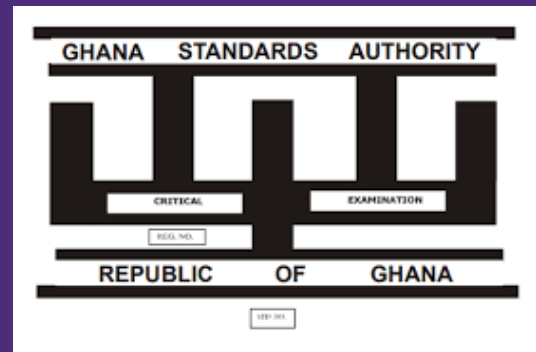 GHANA STANDARDS AUTHORITY
CRITICAL EXAMINATION
REG. NO.
REPUBLIC OF GHANA
STD NO.